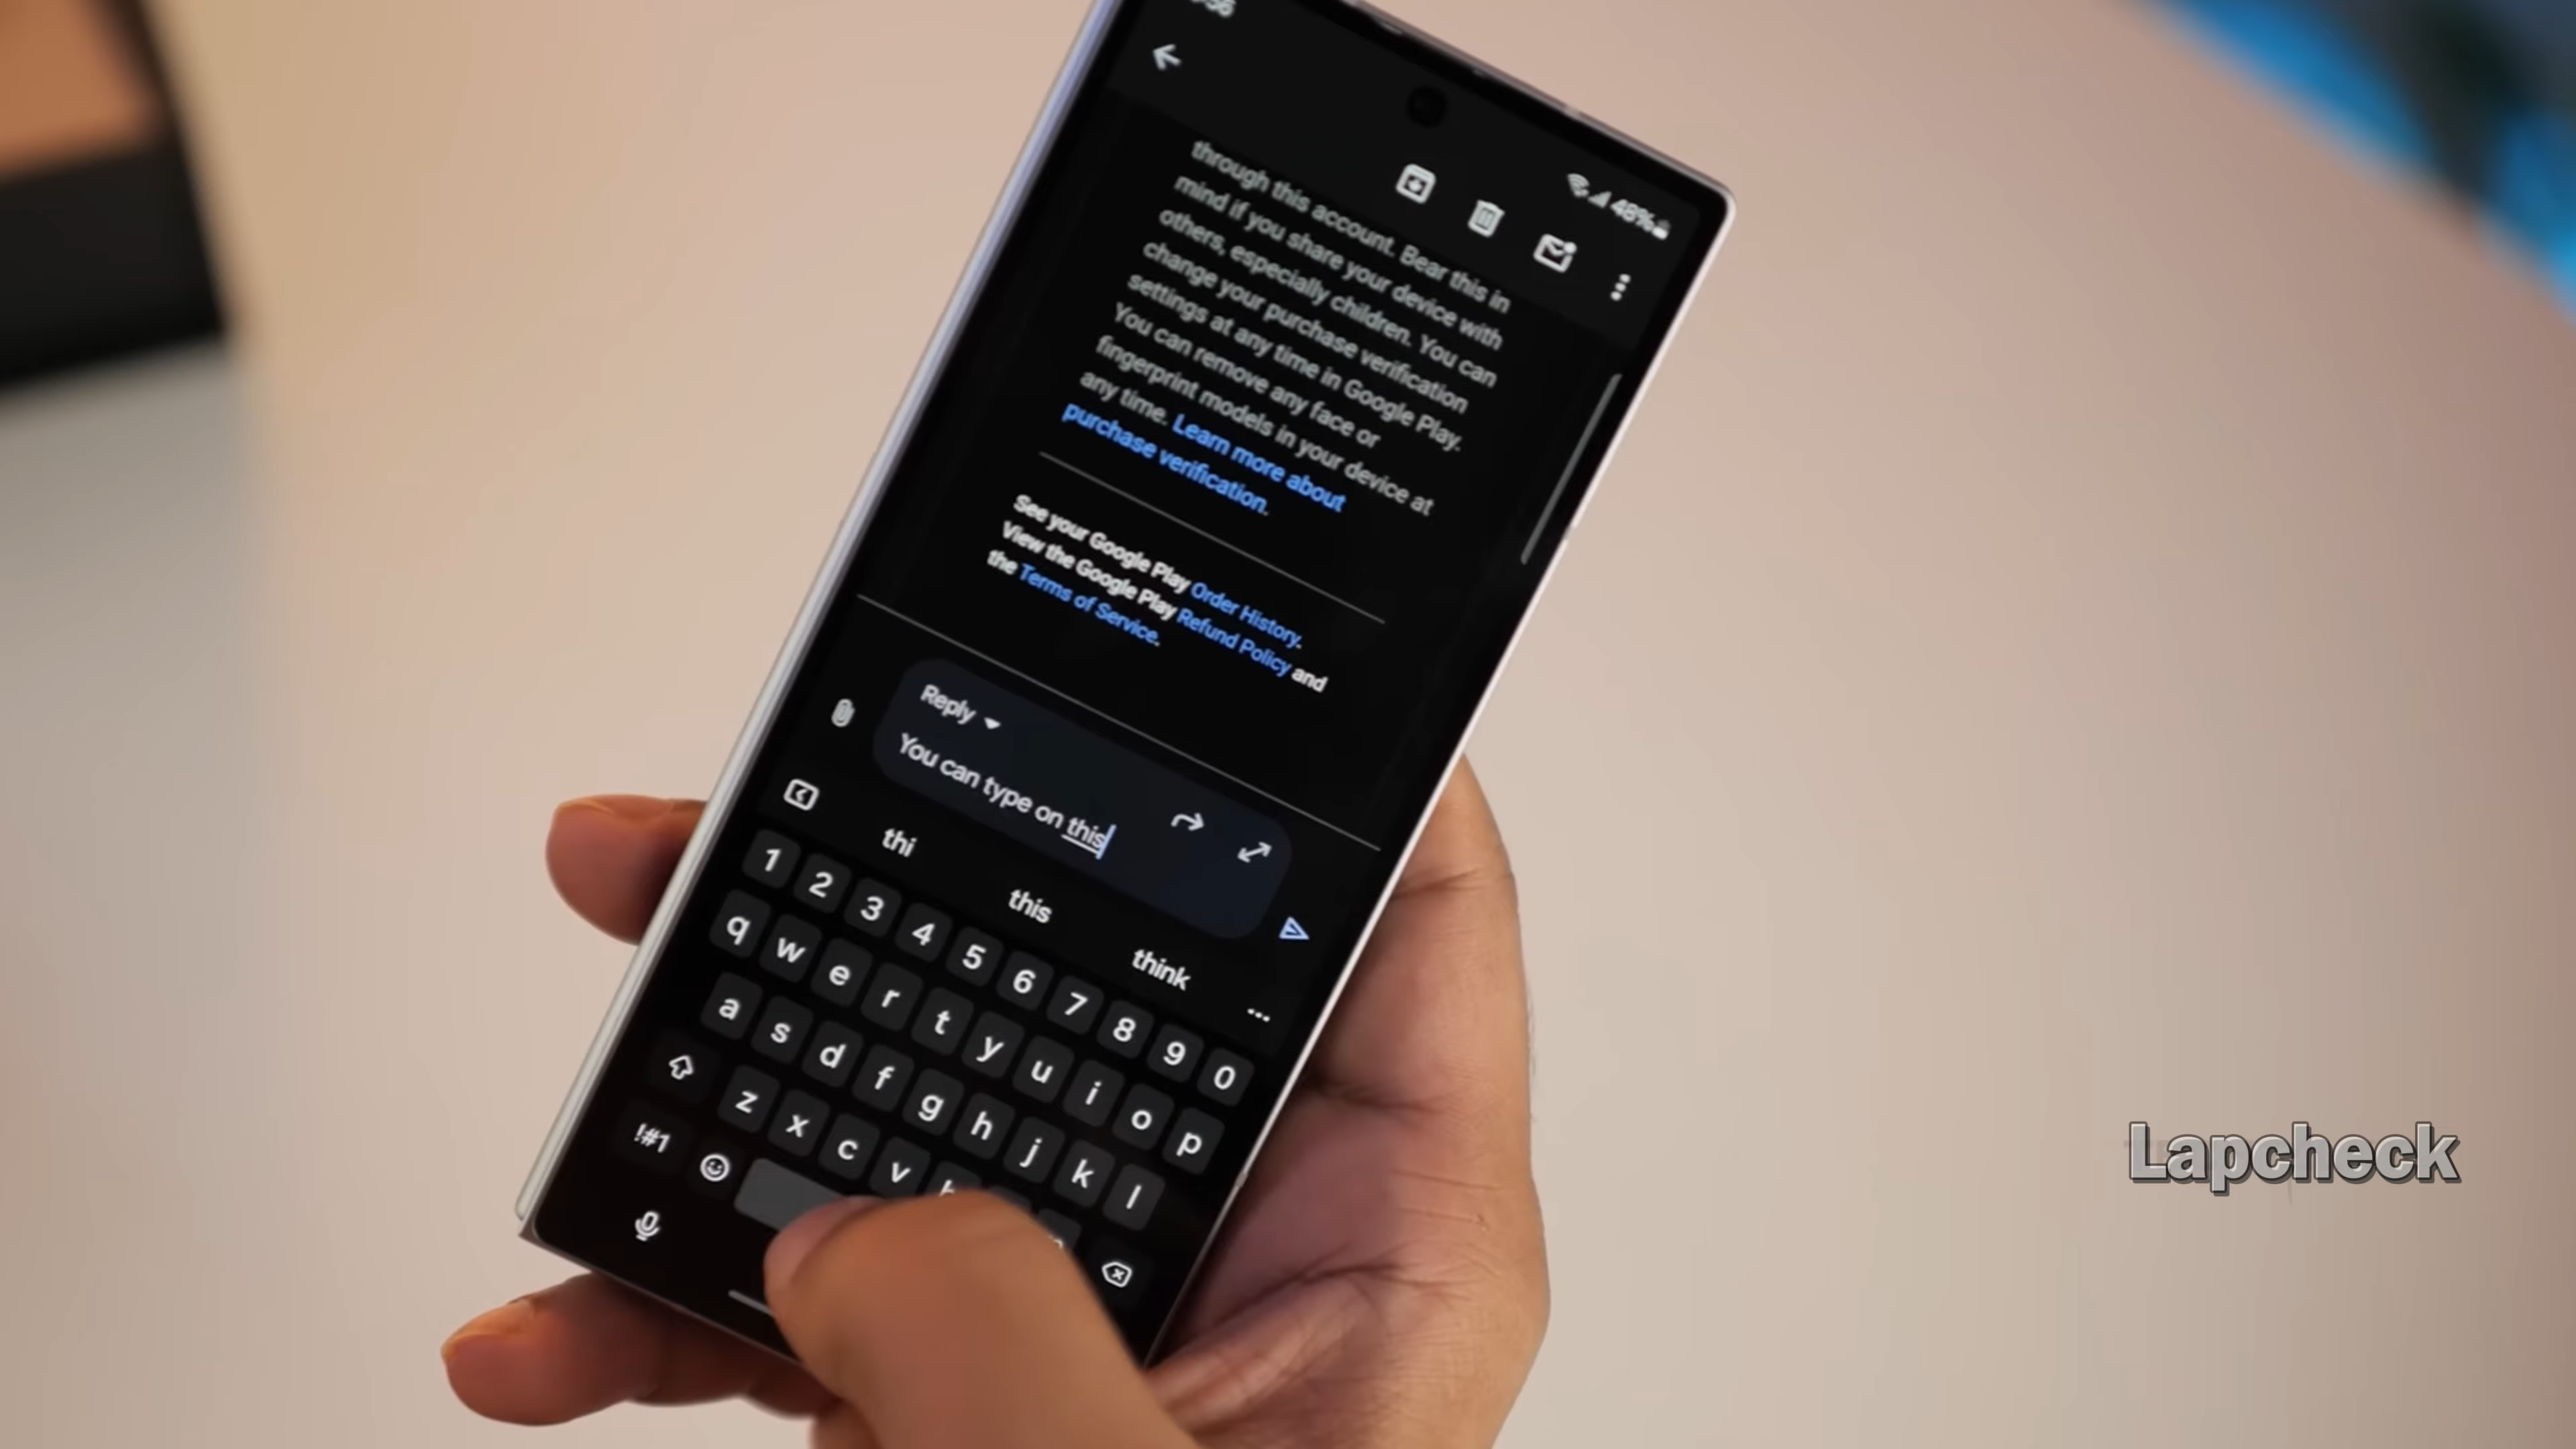 48%
through this account. Bear this in
mind if you share your device with
others, especially children. You can
change your purchase verification
settings at any time in Google Play.
You can remove any face or
fingerprint models in your device at
any time. Learn more about
purchase verification.
See your Google Play Order History.
View the Google Play Refund Policy and
the Terms of Service.
Reply
You can type on this
thi this think
1 2 3 4 5 6 7 8 9 0
q w e r t y u i o p
a s d f g h j k l
z x c v
!#1
Lapcheck